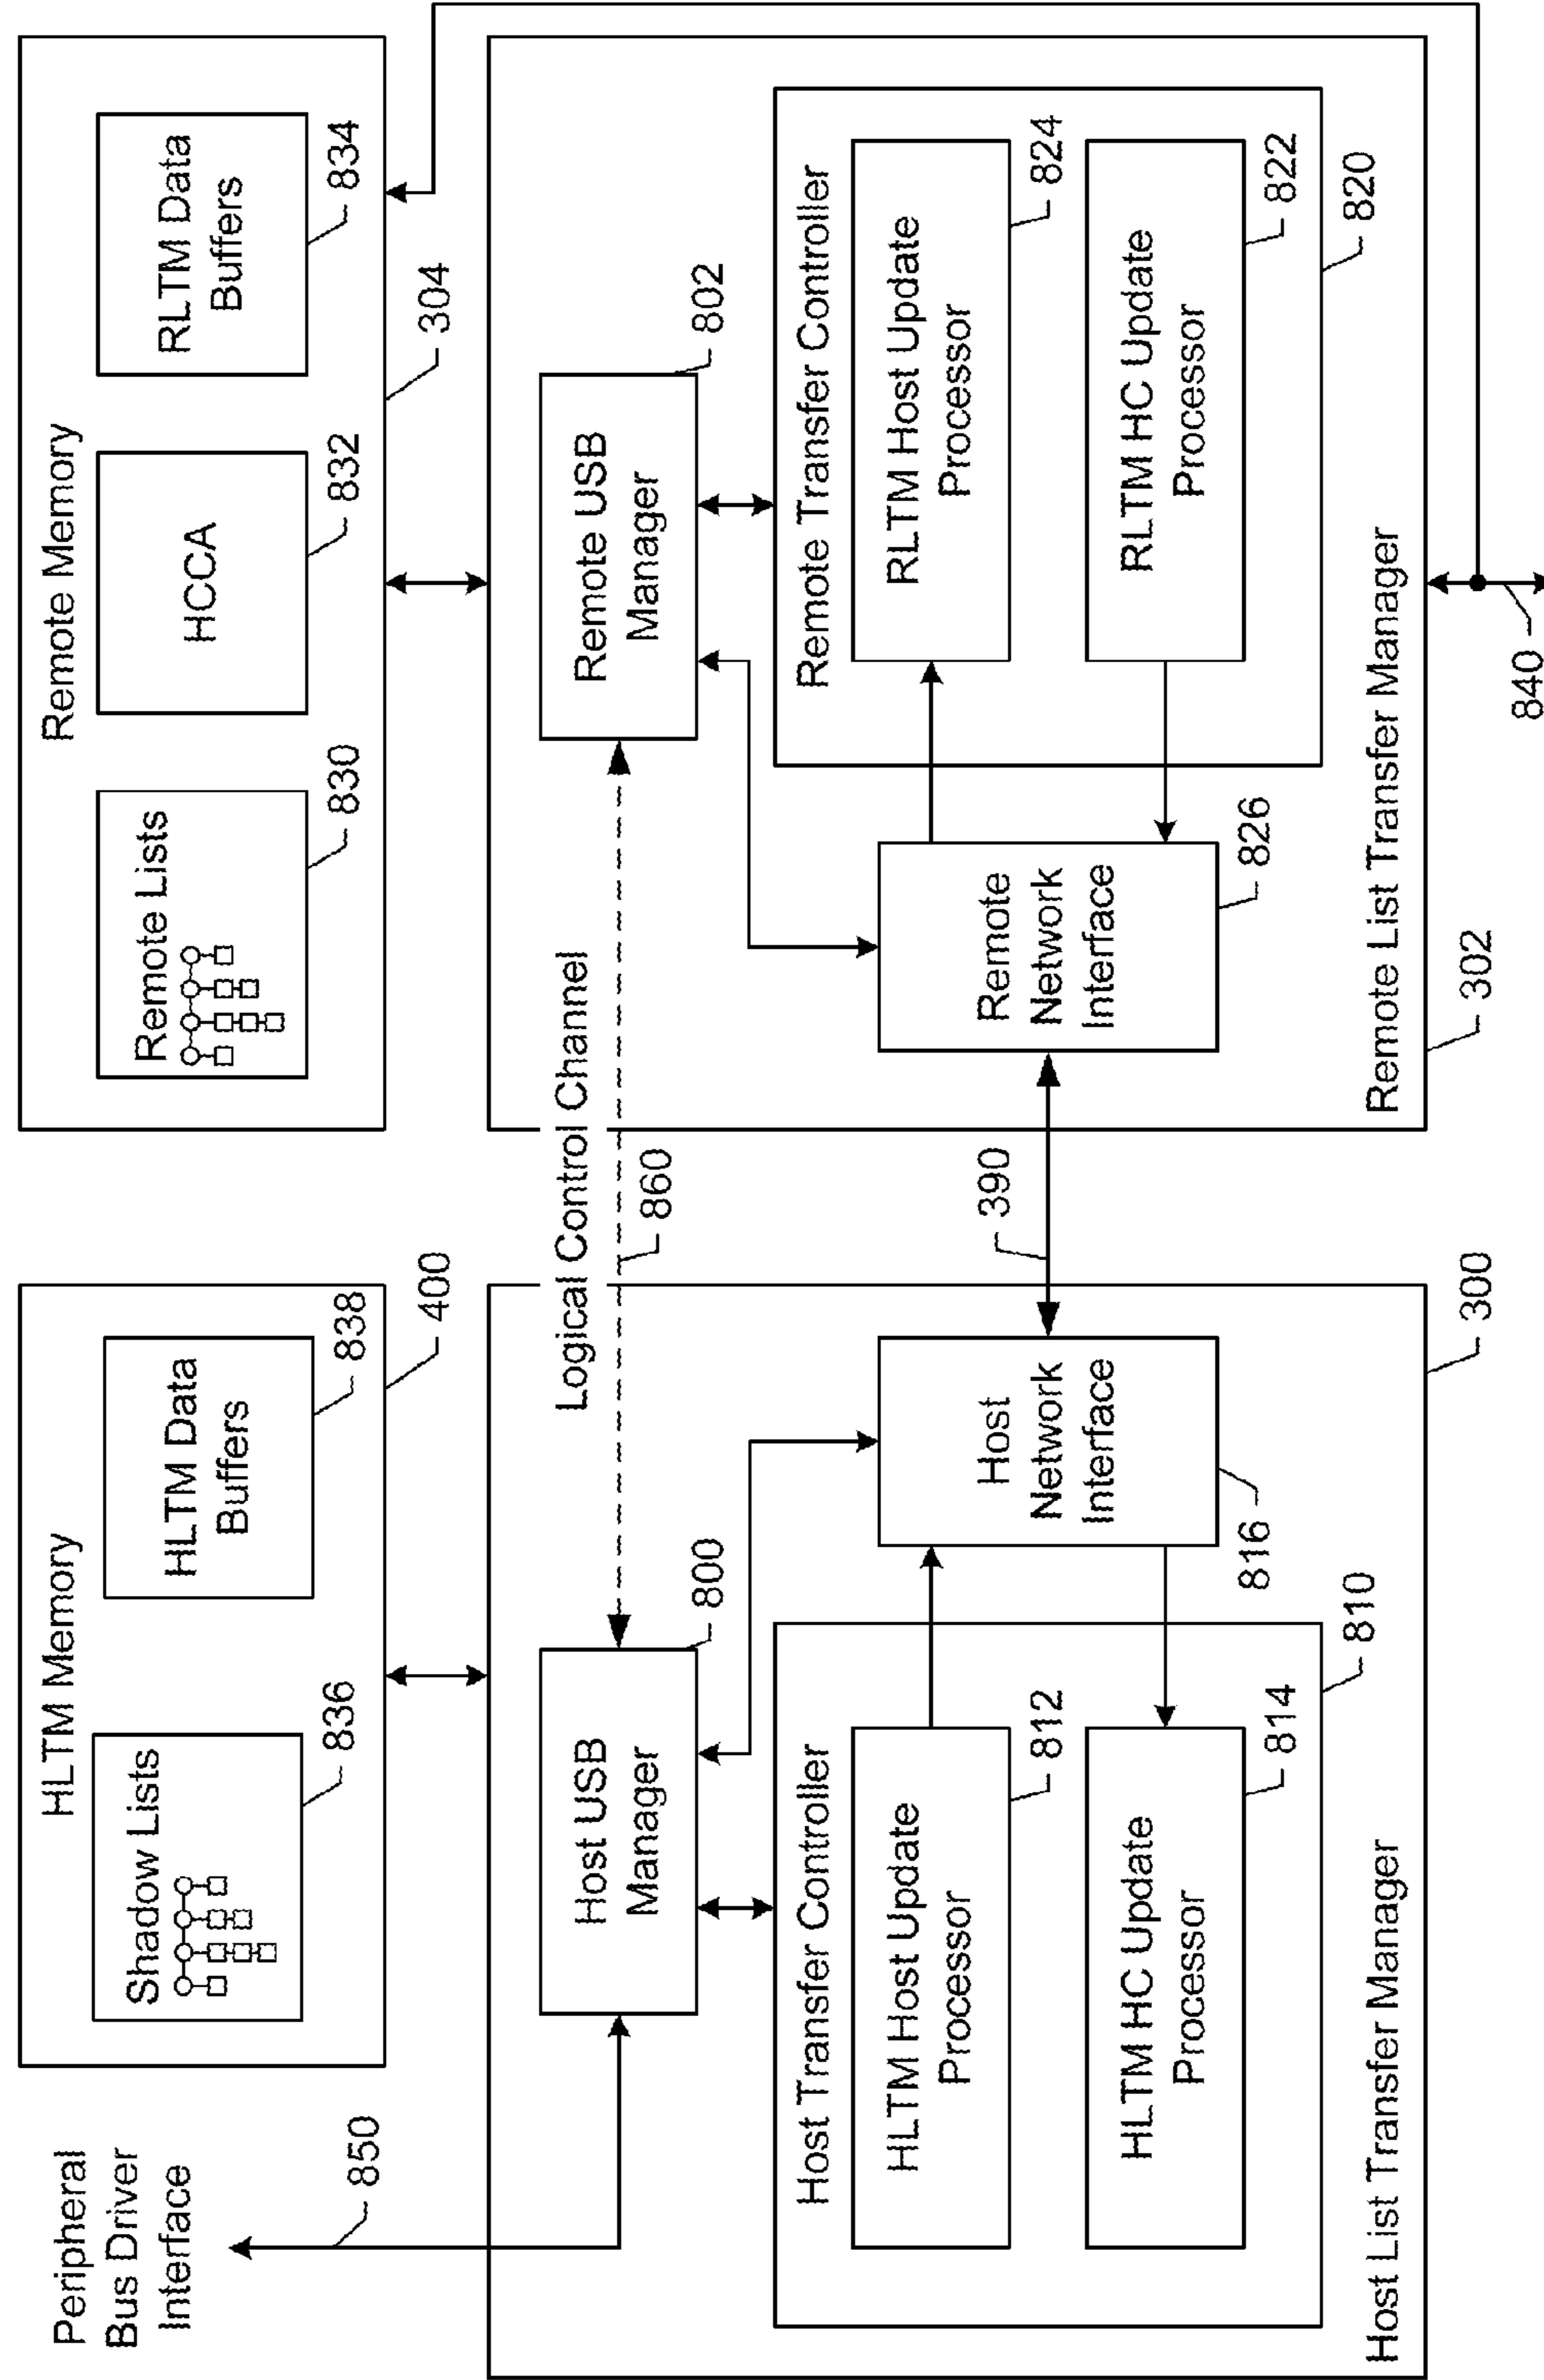 Peripheral
Bus Driver
Interface
850
HLTM Memory
Shadow Lists
836
HLTM Data
Buffers
838
400
Remote Memory
Remote Lists
830
HCCA
832
RLTM Data
Buffers
834
304
Logical Control Channel
860
Host USB
Manager
800
Remote USB
Manager
802
Host Transfer Controller
HLTM Host Update
Processor
812
HLTM HC Update
Processor
814
810
Host
Network
Interface
816
390
Remote
Network
Interface
826
Remote Transfer Controller
RLTM Host Update
Processor
824
RLTM HC Update
Processor
822
820
Host List Transfer Manager
300
Remote List Transfer Manager
302
840